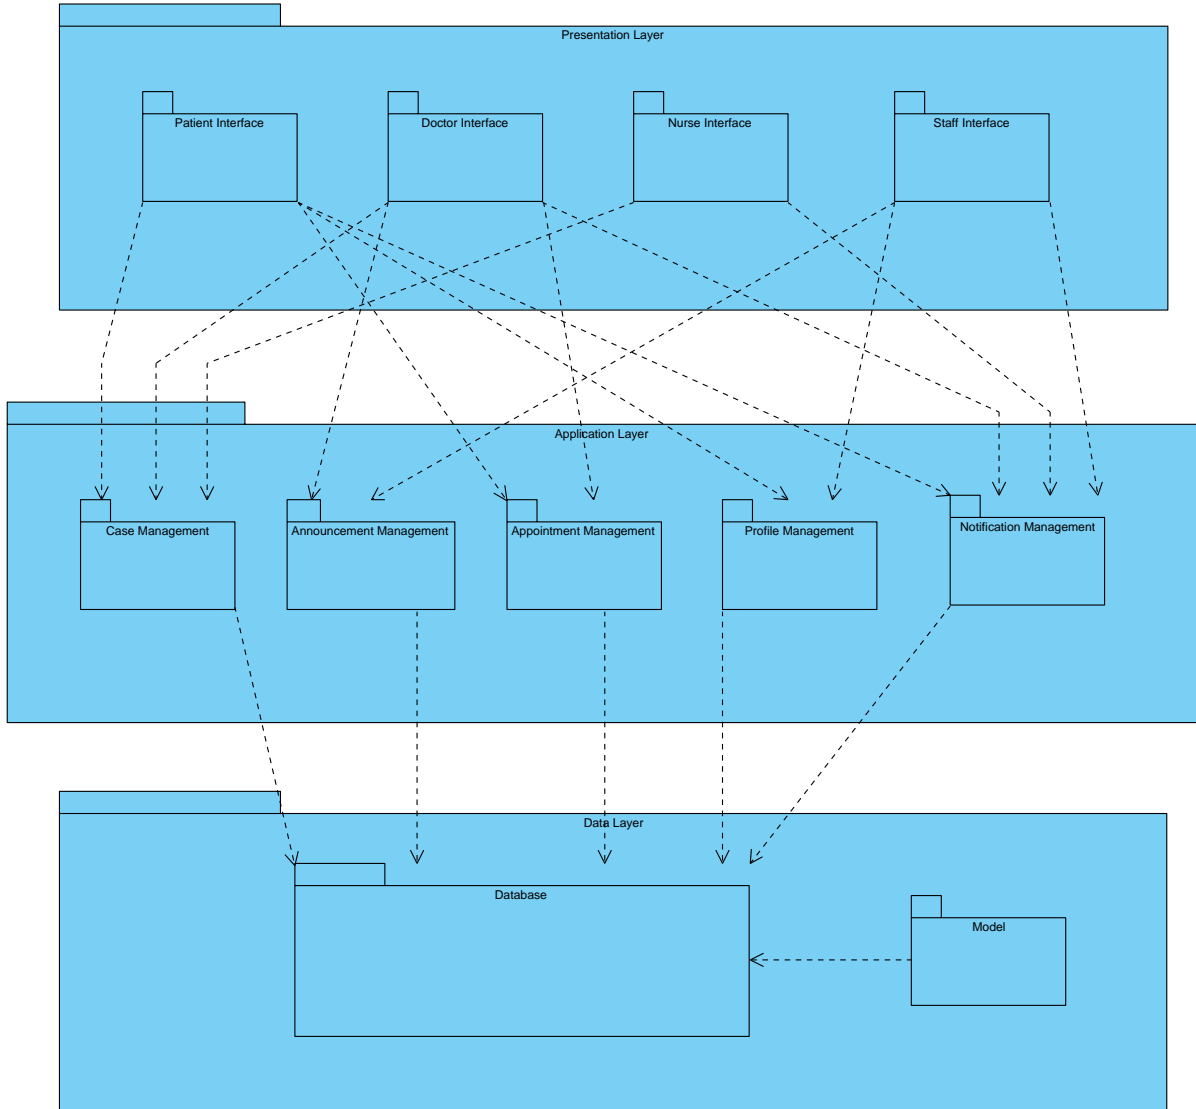 Presentation Layer
Patient Interface
Doctor Interface
Nurse Interface
Staff Interface
Application Layer
Case Management
Announcement Management
Appointment Management
Profile Management
Notification Management
Data Layer
Database
Model